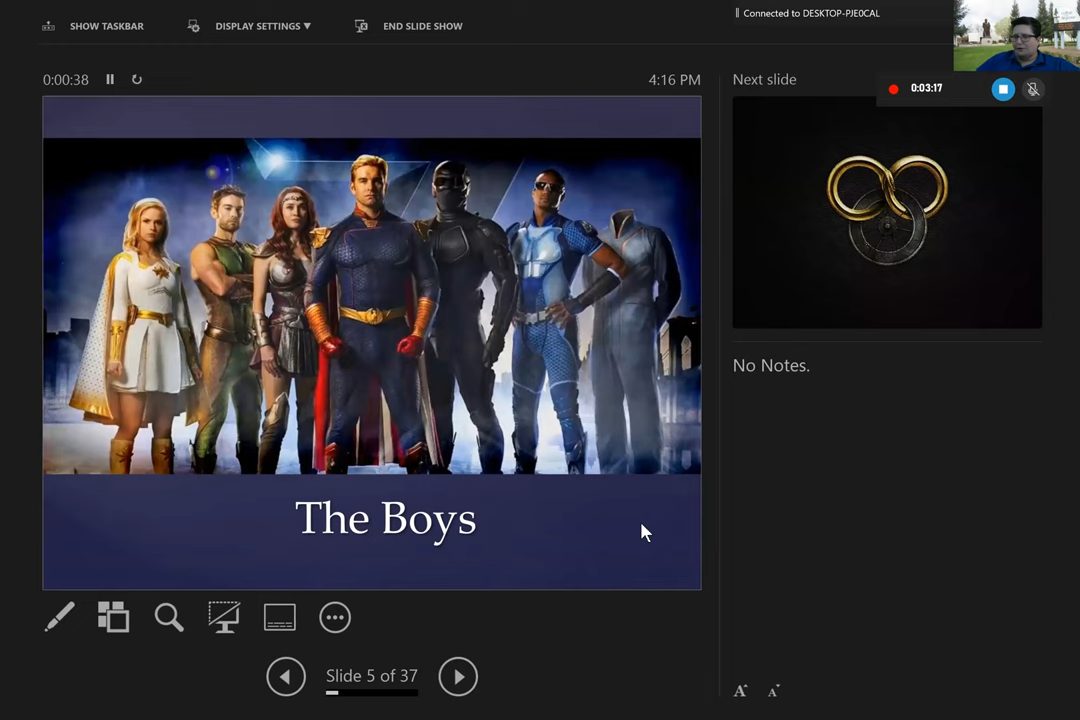 SHOW TASKBAR
DISPLAY SETTINGS ▼
END SLIDE SHOW
Connected to DESKTOP-PJE0CAL
0:00:38
4:16 PM
Next slide
0:03:17
The Boys
No Notes.
Slide 5 of 37
A
A